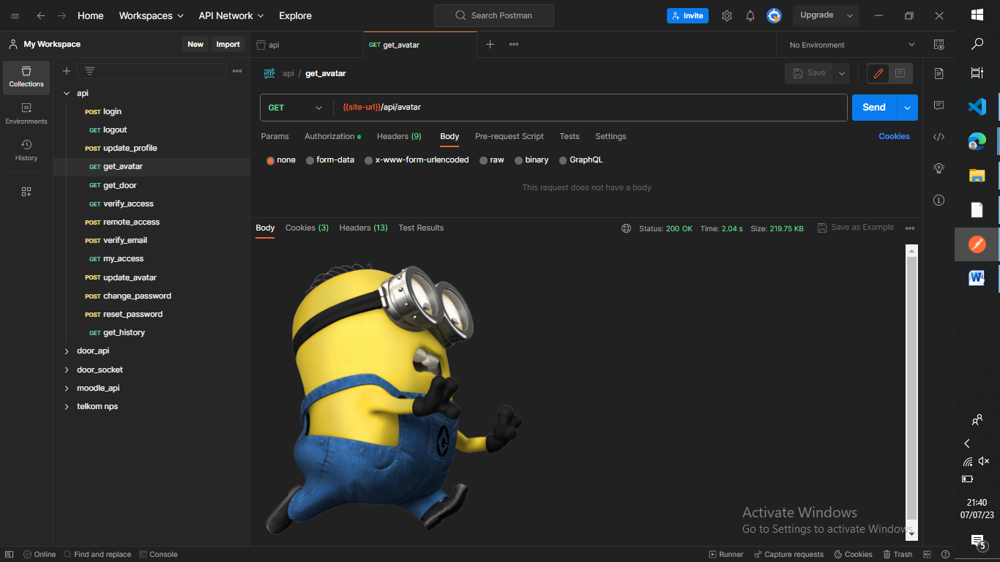 Home Workspaces API Network Explore Search Postman Invite Upgrade
My Workspace New Import api GET get_avatar No Environment
HTTP api / get_avatar Save
Collections
Environments
History
api
POST login
GET logout
POST update_profile
GET get_avatar
GET get_door
GET verify_access
POST remote_access
POST verify_email
GET my_access
POST update_avatar
POST change_password
POST reset_password
GET get_history
door_api
door_socket
moodle_api
telkom nps
GET {{site-url}}/api/avatar Send
Params Authorization Headers (9) Body Pre-request Script Tests Settings Cookies
none form-data x-www-form-urlencoded raw binary GraphQL
This request does not have a body
Body Cookies (3) Headers (13) Test Results Status: 200 OK Time: 2.04 s Size: 219.75 KB Save as Example
Activate Windows
Go to Settings to activate Windows.
Online Find and replace Console Runner Capture requests Cookies Trash
21:40
07/07/23
5